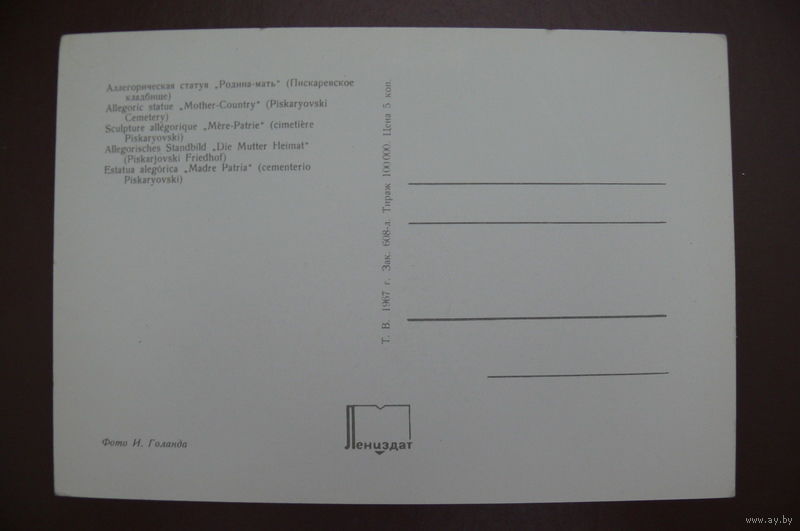 Аллегорическая статуя „Родина-мать“ (Пискаревское
кладбище)
Allegoric statue „Mother-Country“ (Piskaryovski
Cemetery)
Sculpture allégorique „Mère-Patrie“ (cimetière
Piskaryovski)
Allegorisches Standbild „Die Mutter Heimat“
(Piskarjovski Friedhof)
Estatua alegórica „Madre Patria“ (cementerio
Piskaryovski)
Т. В. 1967 г. Зак. 608-л. Тираж 100 000. Цена 5 коп.
Фото И. Голанда
Лениздат
www.ay.by